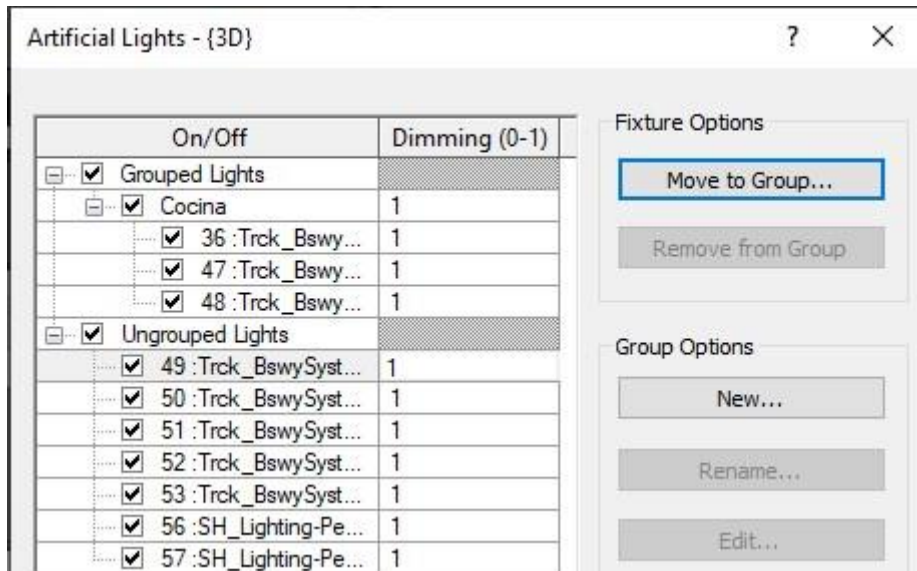 Artificial Lights - {3D} ? X
On/Off Dimming (0-1)
Grouped Lights
Cocina 1
36 :Trck_Bswy... 1
47 :Trck_Bswy... 1
48 :Trck_Bswy... 1
Ungrouped Lights
49 :Trck_BswySyst... 1
50 :Trck_BswySyst... 1
51 :Trck_BswySyst... 1
52 :Trck_BswySyst... 1
53 :Trck_BswySyst... 1
56 :SH_Lighting-Pe... 1
57 :SH_Lighting-Pe... 1
Fixture Options
Move to Group...
Remove from Group
Group Options
New...
Rename...
Edit...